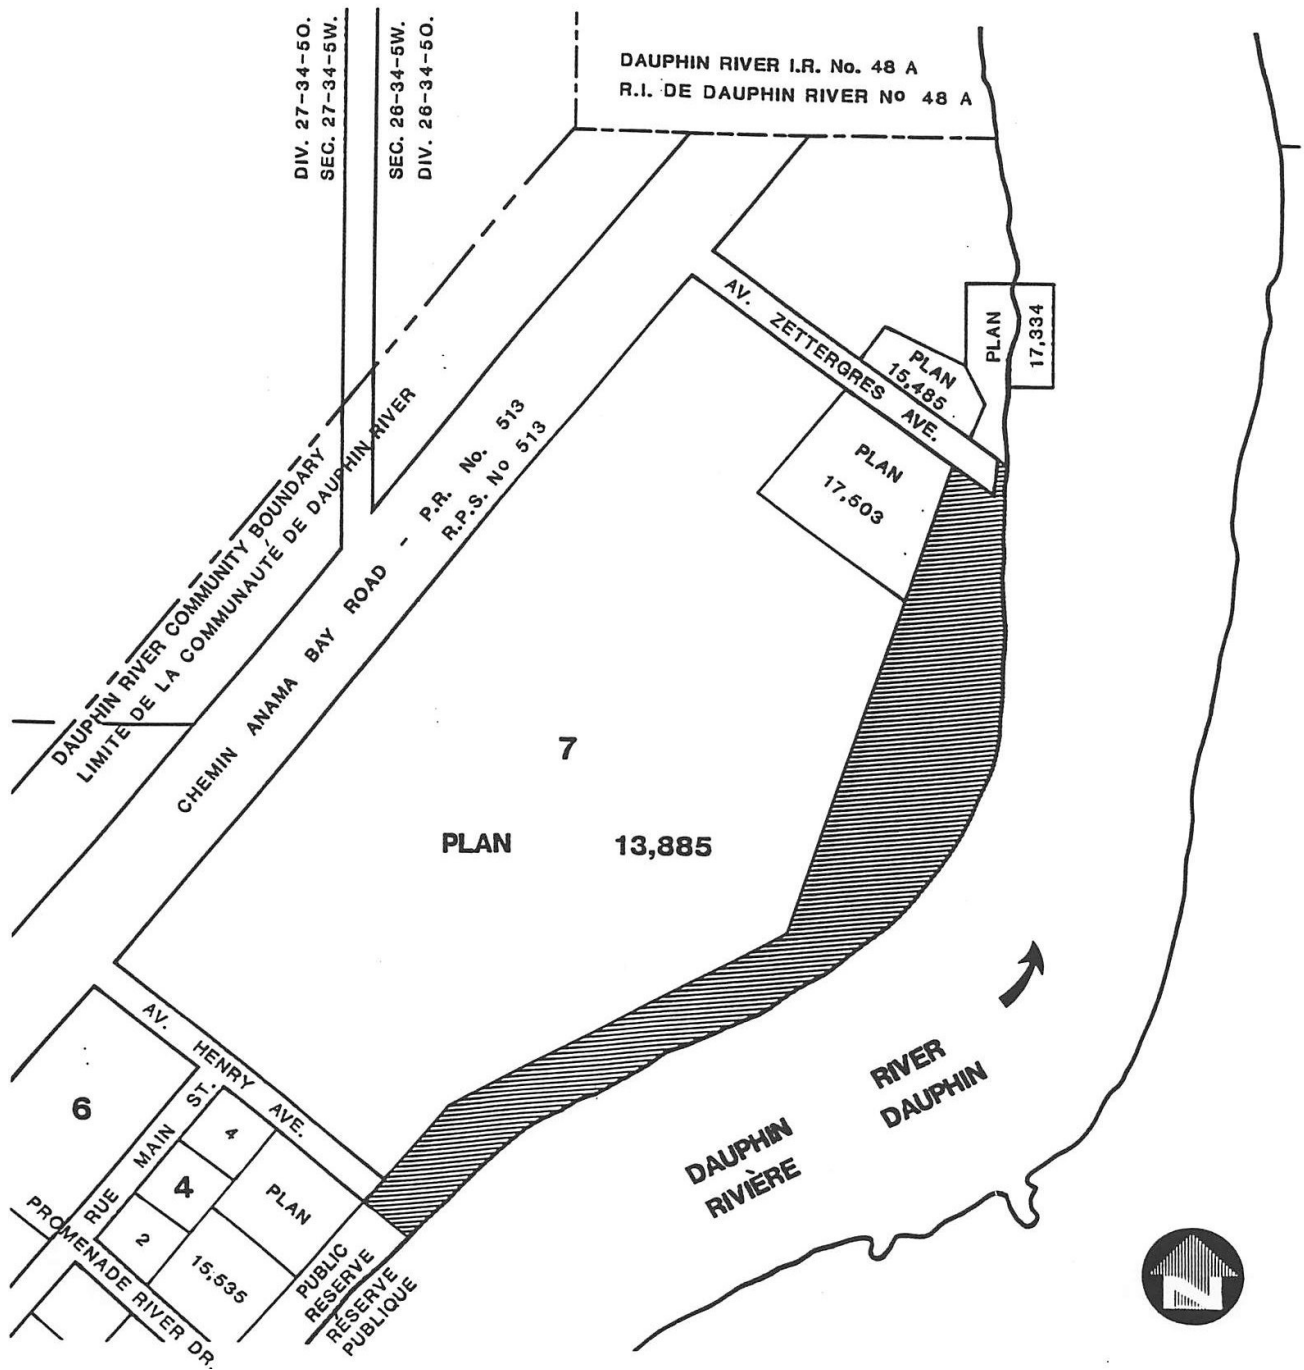 DIV. 27-34-5O.
SEC. 27-34-5W.
SEC. 26-34-5W.
DIV. 26-34-5O.
DAUPHIN RIVER I.R. No. 48 A
R.I. DE DAUPHIN RIVER Nº 48 A
AV. ZETTERGRES AVE.
PLAN
15,485
PLAN
17,334
PLAN
17,503
DAUPHIN RIVER COMMUNITY BOUNDARY
LIMITE DE LA COMMUNAUTÉ DE DAUPHIN RIVER
CHEMIN ANAMA BAY ROAD - P.R. No. 513
R.P.S. No 513
7
PLAN 13,885
AV. HENRY AVE.
6
RUE MAIN ST.
4
4
2
PLAN
15,535
PROMENADE RIVER DR.
PUBLIC
RESERVE
RÉSERVE
PUBLIQUE
DAUPHIN RIVER
RIVIÈRE DAUPHIN
N